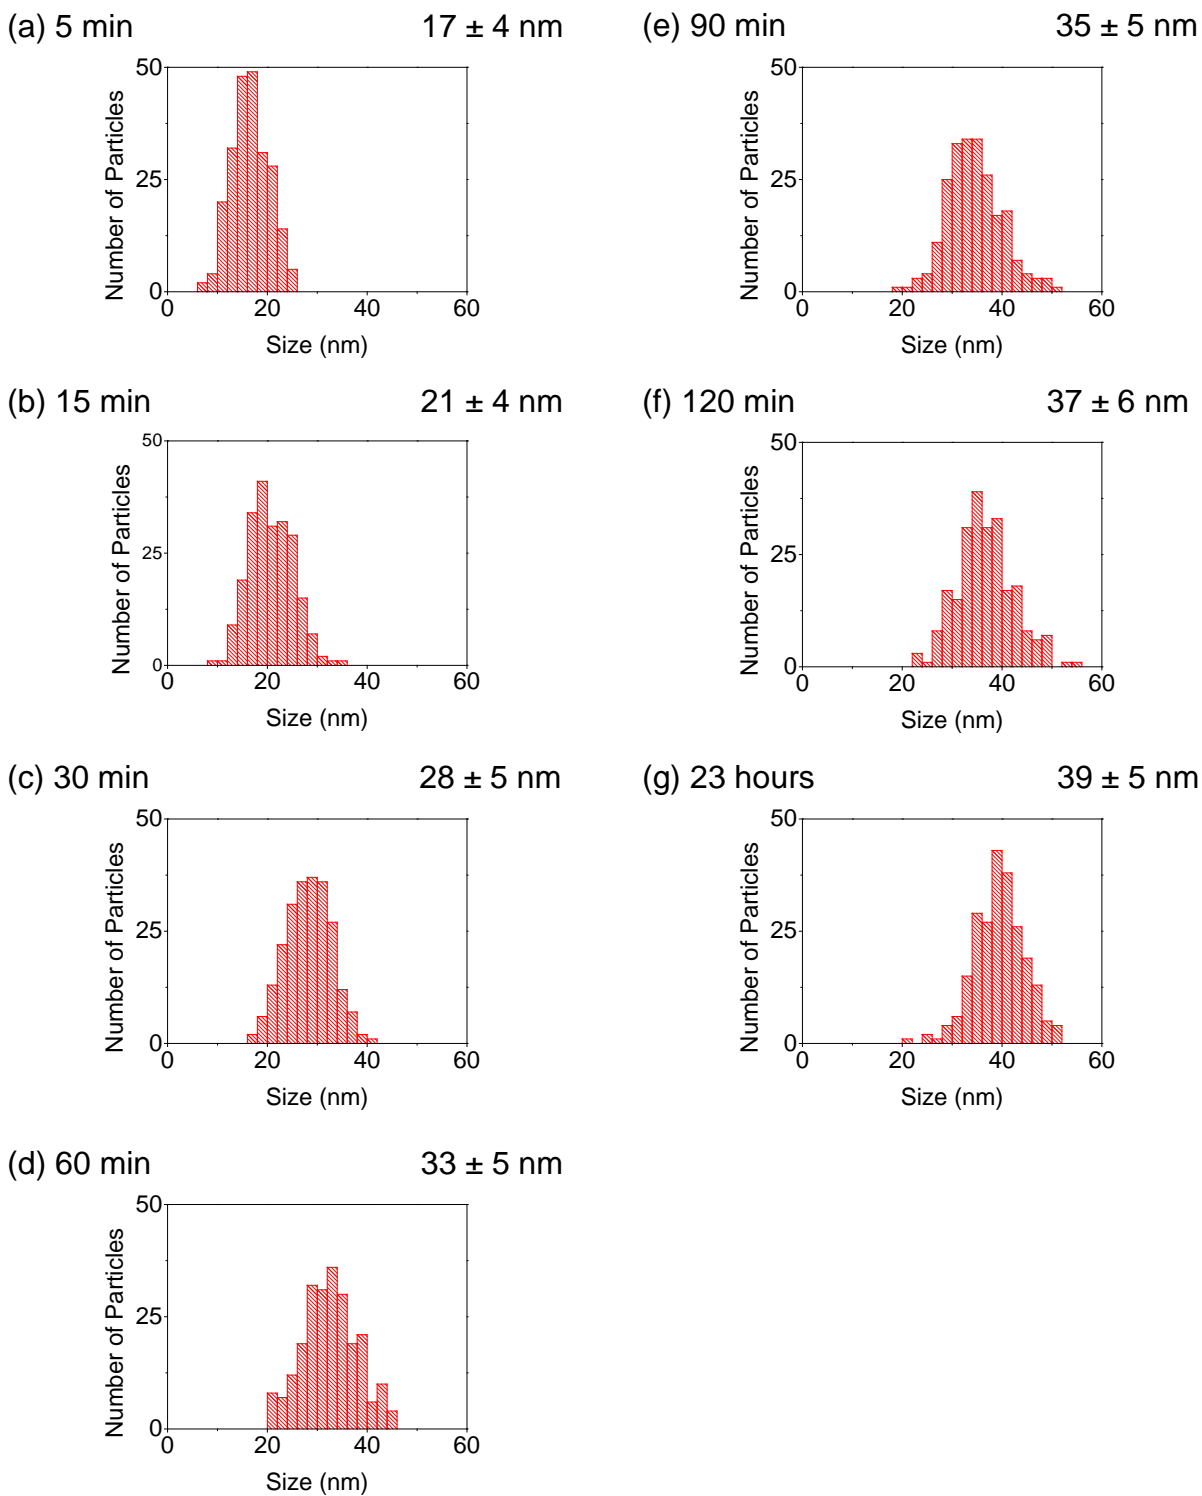 (a) 5 min 17 ± 4 nm
50
25
0
Number of Particles
0 20 40 60
Size (nm)
(b) 15 min 21 ± 4 nm
50
25
0
Number of Particles
0 20 40 60
Size (nm)
(c) 30 min 28 ± 5 nm
50
25
0
Number of Particles
0 20 40 60
Size (nm)
(d) 60 min 33 ± 5 nm
50
25
0
Number of Particles
0 20 40 60
Size (nm)
(e) 90 min 35 ± 5 nm
50
25
0
Number of Particles
0 20 40 60
Size (nm)
(f) 120 min 37 ± 6 nm
50
25
0
Number of Particles
0 20 40 60
Size (nm)
(g) 23 hours 39 ± 5 nm
50
25
0
Number of Particles
0 20 40 60
Size (nm)